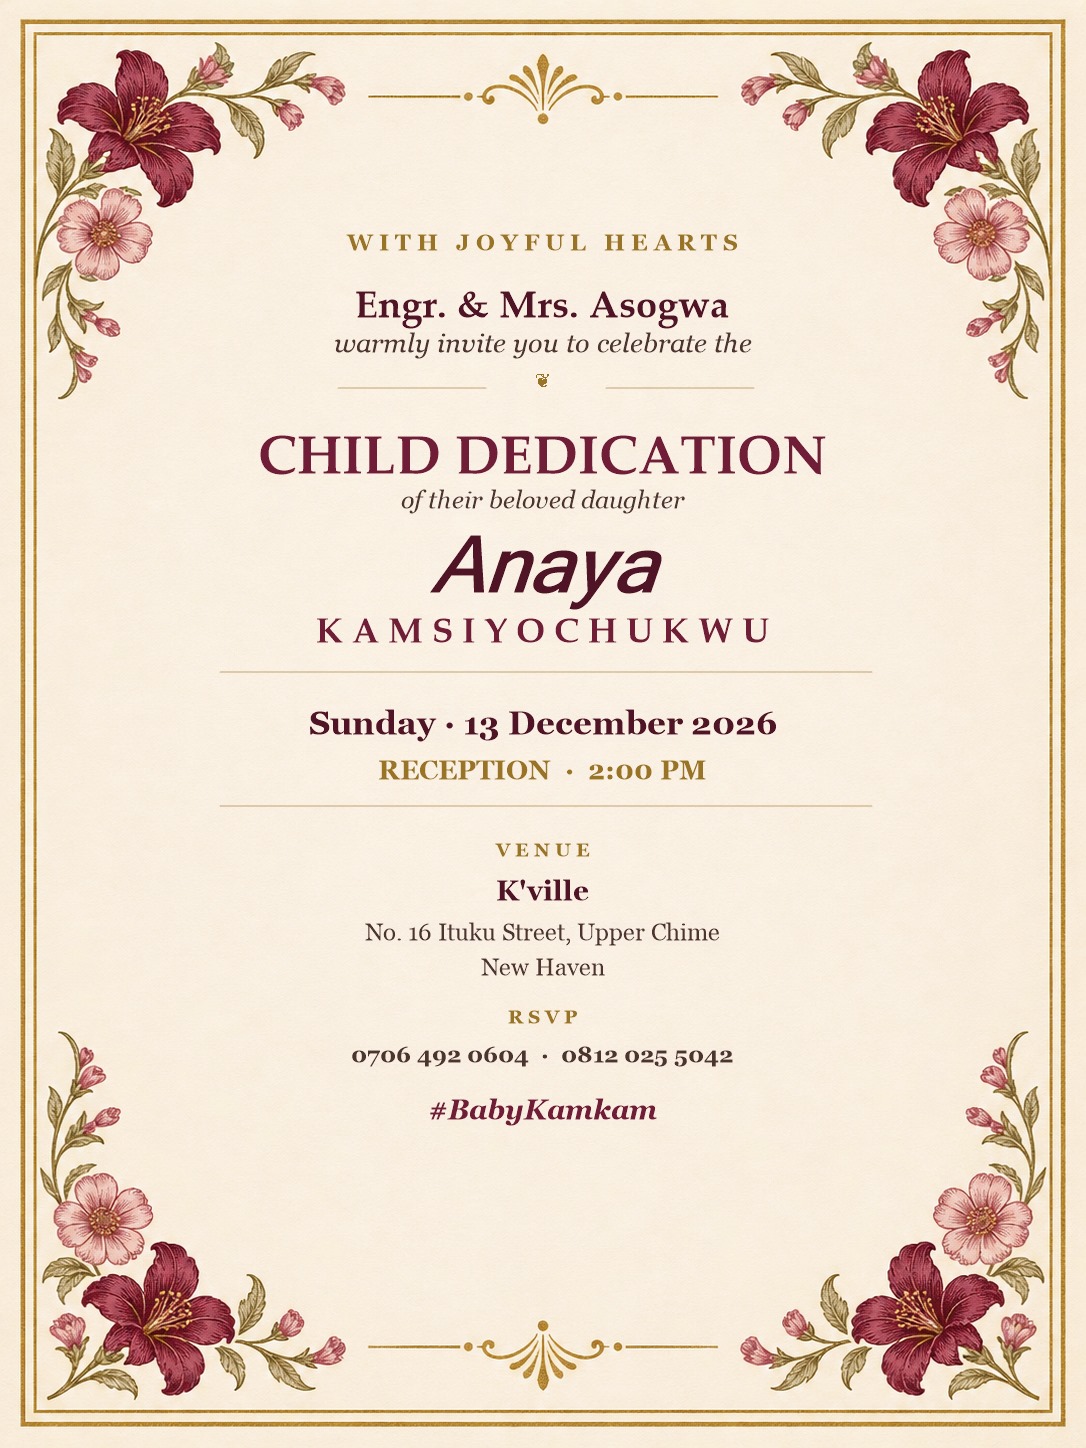 WITH JOYFUL HEARTS
Engr. & Mrs. Asogwa
warmly invite you to celebrate the
CHILD DEDICATION
of their beloved daughter
Anaya
KAMSIYOCHUKWU
Sunday · 13 December 2026
RECEPTION · 2:00 PM
VENUE
K'ville
No. 16 Ituku Street, Upper Chime
New Haven
RSVP
0706 492 0604 · 0812 025 5042
#BabyKamkam